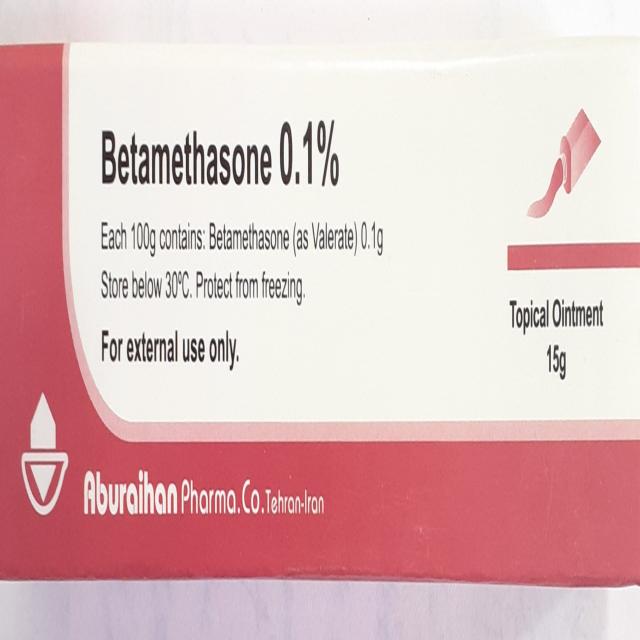 Betamethasone 0.1%
Each 100g contains: Betamethasone (as Valerate) 0.1g
Store below 30ºC. Protect from freezing.
For external use only.
Topical Ointment
15g
Aburaihan Pharma.Co.Tehran-Iran